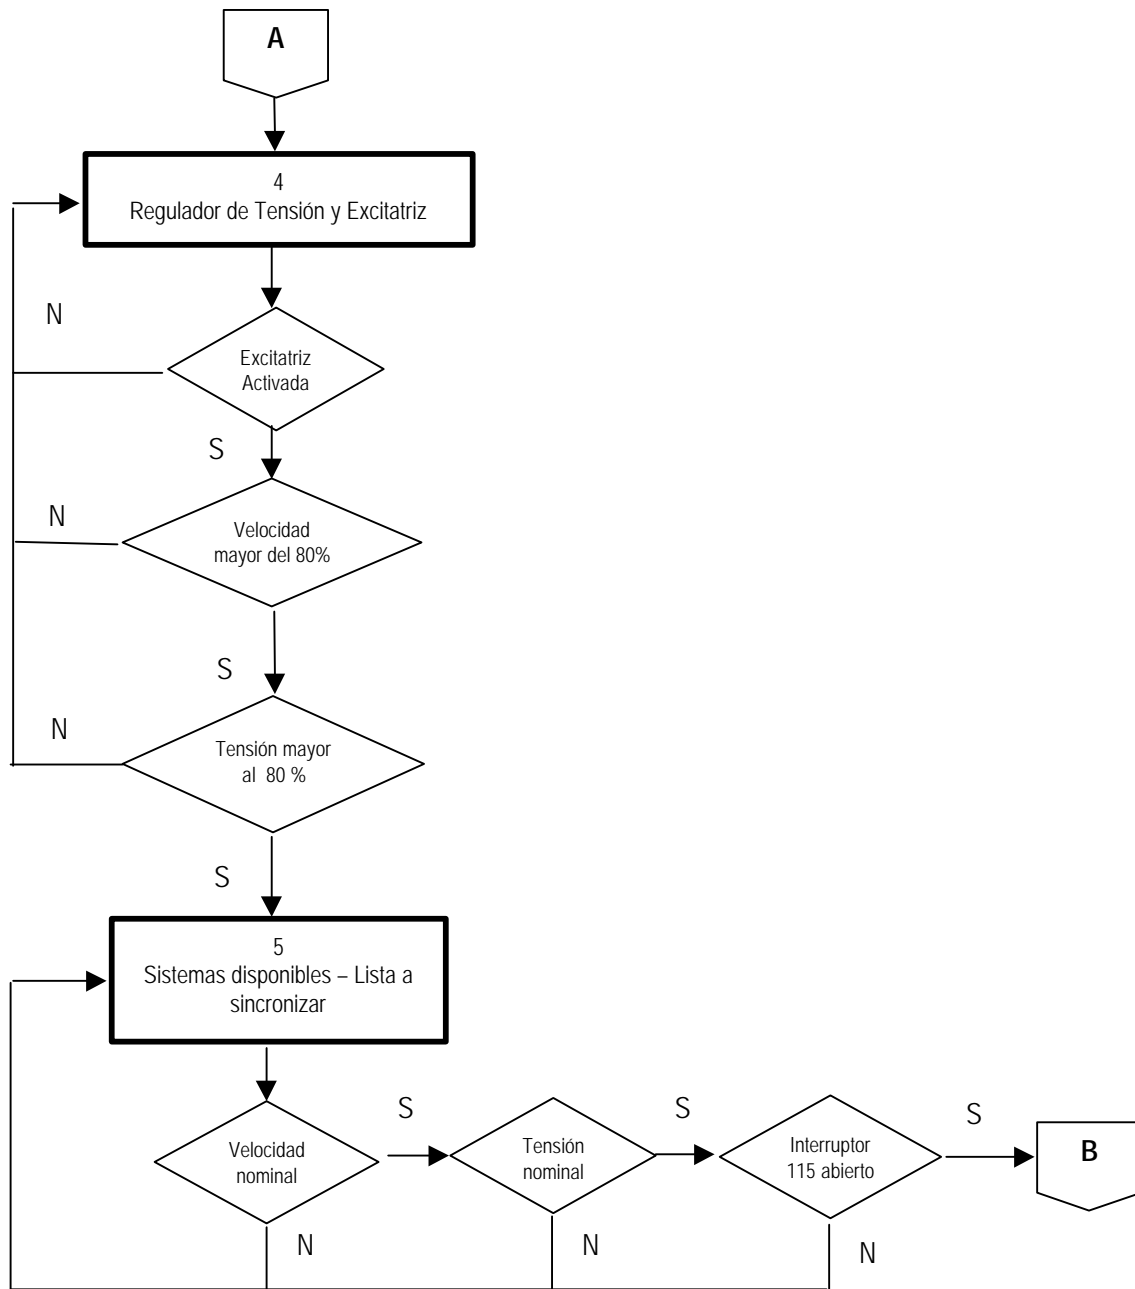 A
4
Regulador de Tensión y Excitatriz
N
Excitatriz
Activada
S
N
Velocidad
mayor del 80%
S
N
Tensión mayor
al 80 %
S
5
Sistemas disponibles – Lista a
sincronizar
S
S
S
Velocidad
nominal
Tensión
nominal
Interruptor
115 abierto
B
N
N
N